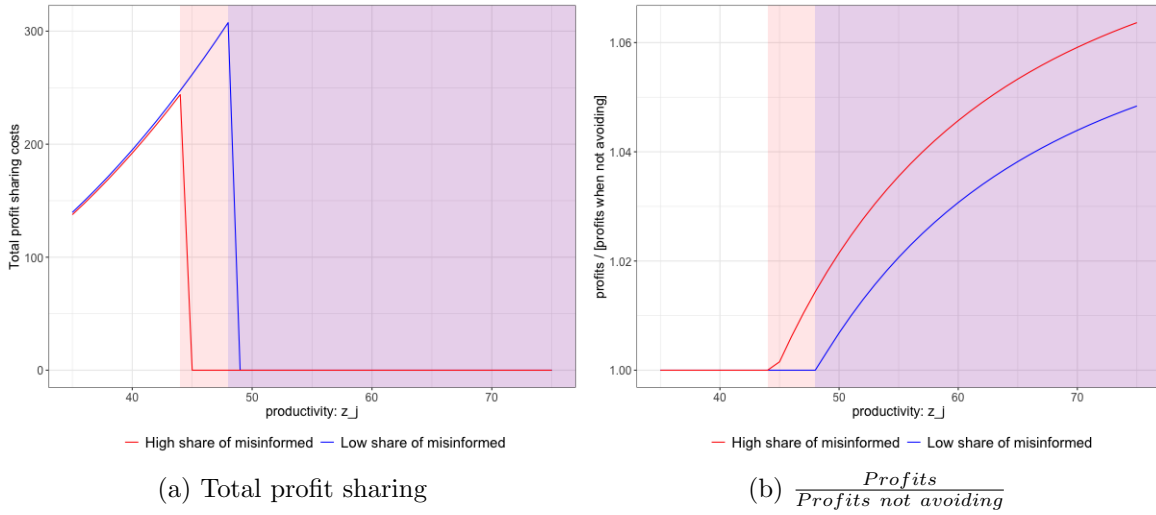 Total profit sharing costs
300
200
100
0
40
50
60
70
productivity: z_j
High share of misinformed
Low share of misinformed
(a) Total profit sharing
profits / [profits when not avoiding]
1.06
1.04
1.02
1.00
40
50
60
70
productivity: z_j
High share of misinformed
Low share of misinformed
(b) Profits
Profits not avoiding